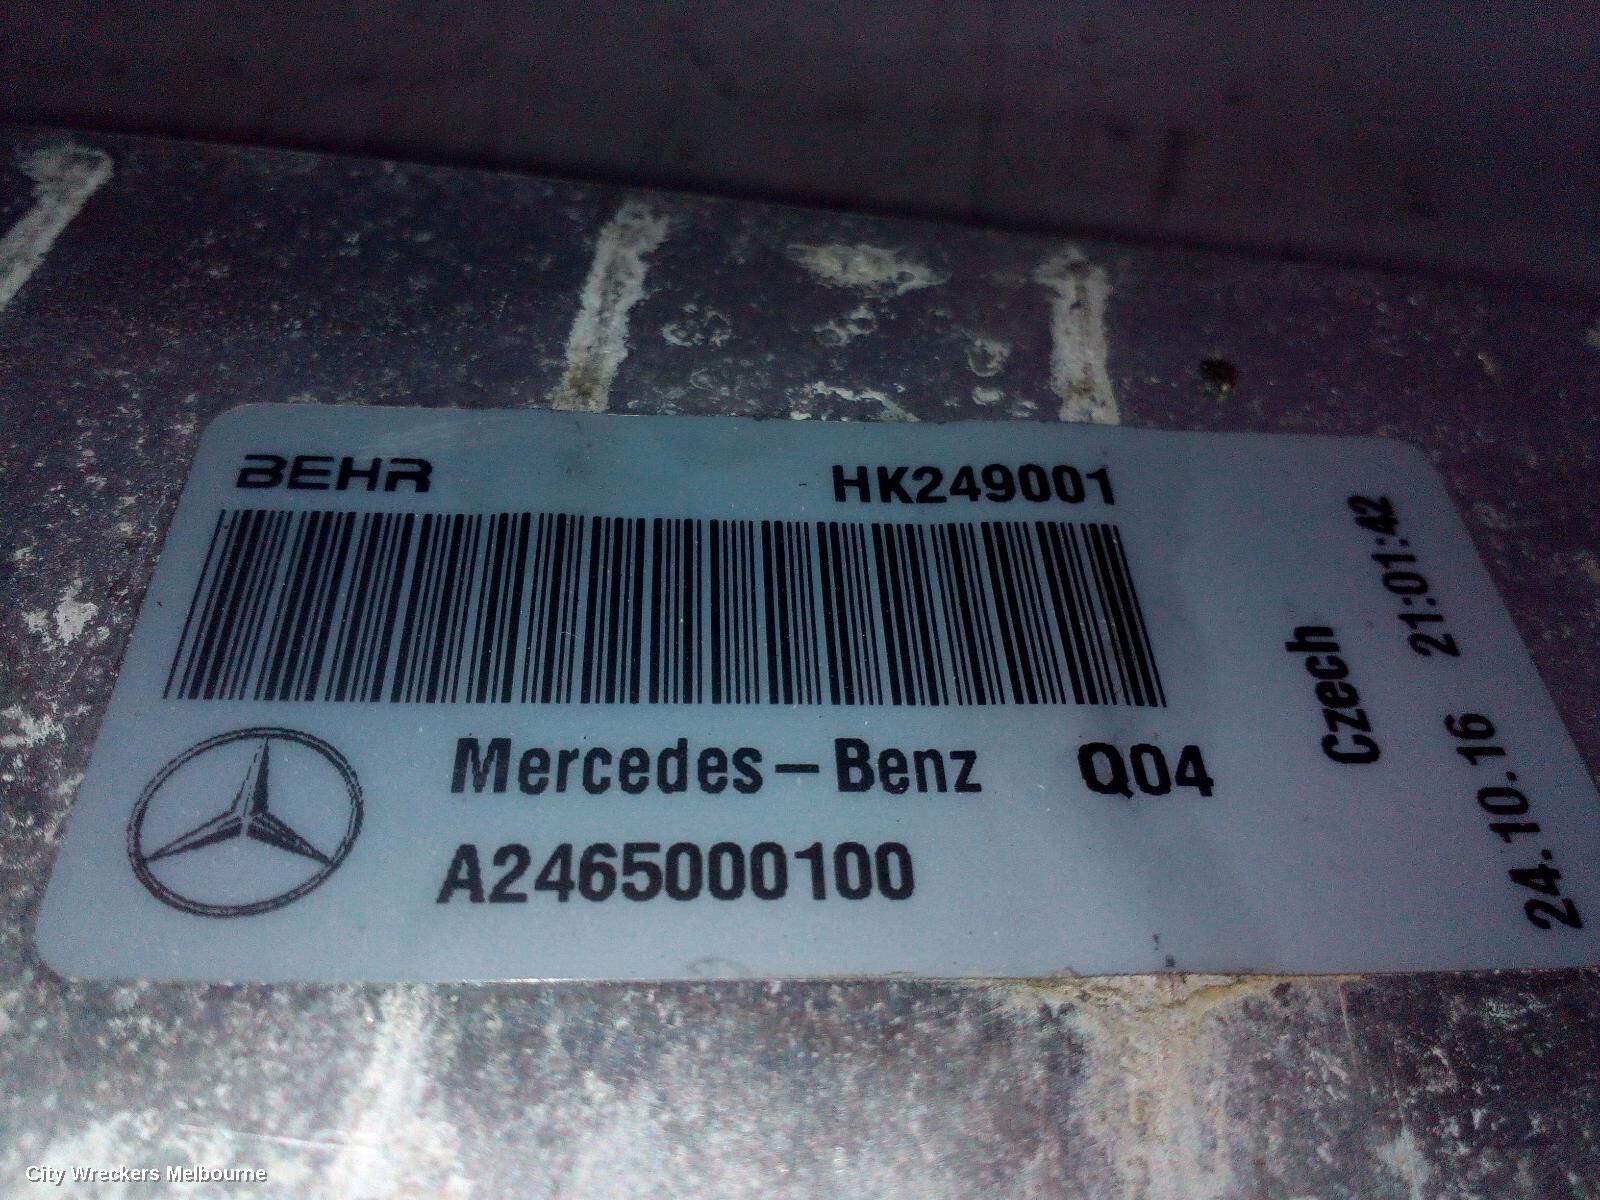 BEHR HK249001
Mercedes-Benz Q04
A2465000100
Czech
24.10.16 21:01:42
City Wreckers Melbourne